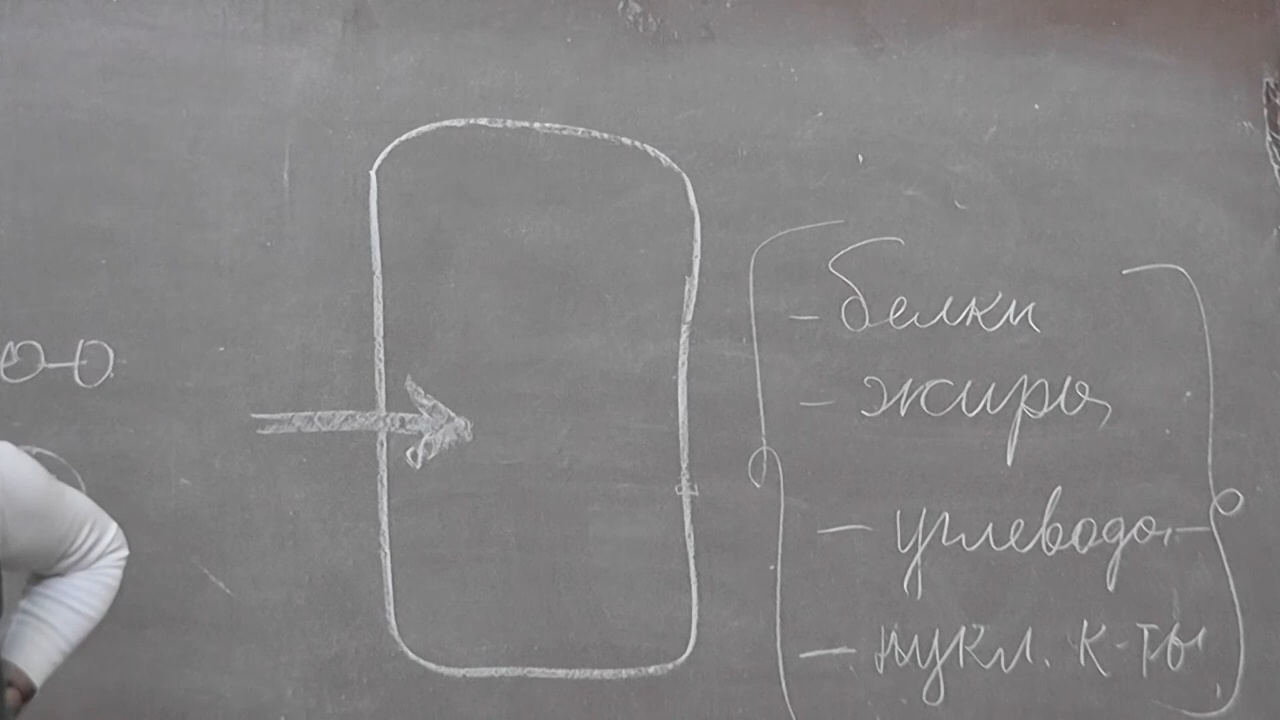 о-о
- белки
- жиры
- углеводы
- нукл. к-ты